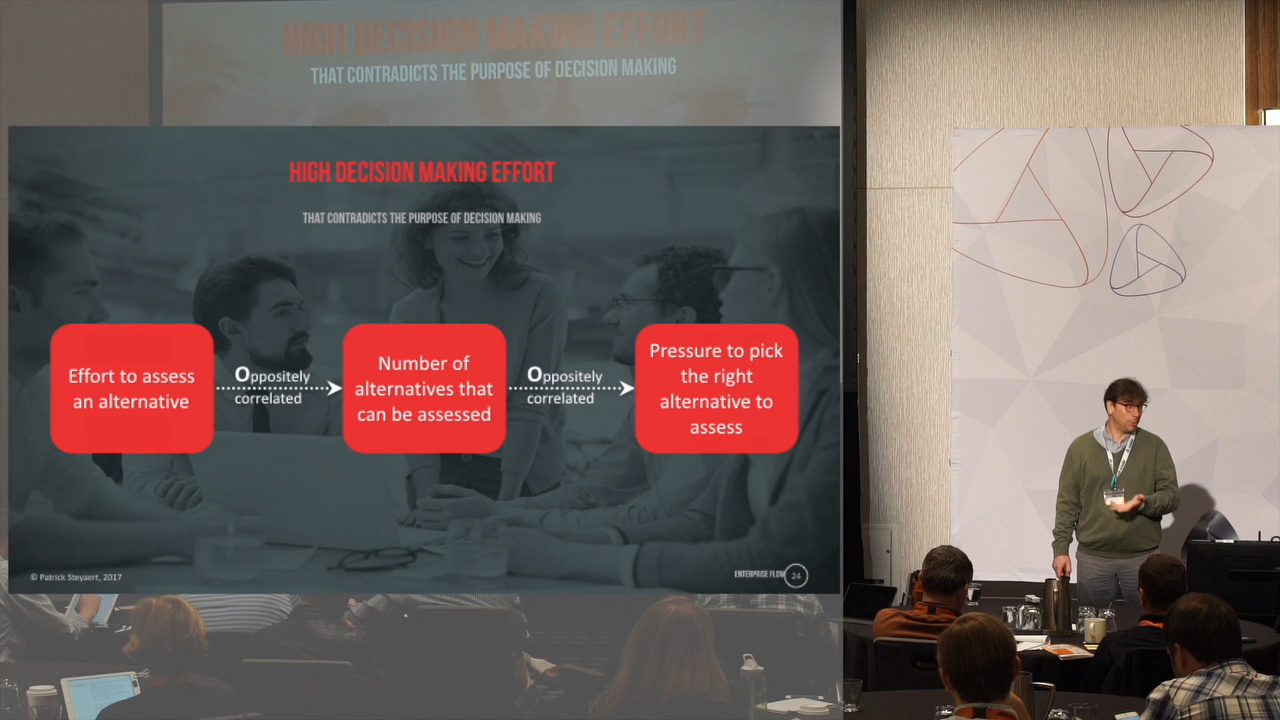 HIGH DECISION MAKING EFFORT
THAT CONTRADICTS THE PURPOSE OF DECISION MAKING
HIGH DECISION MAKING EFFORT
THAT CONTRADICTS THE PURPOSE OF DECISION MAKING
Effort to assess
an alternative
Oppositely
correlated
Number of
alternatives that
can be assessed
Oppositely
correlated
Pressure to pick
the right
alternative to
assess
© Patrick Steyaert, 2017
ENTERPRISE FLOW
24